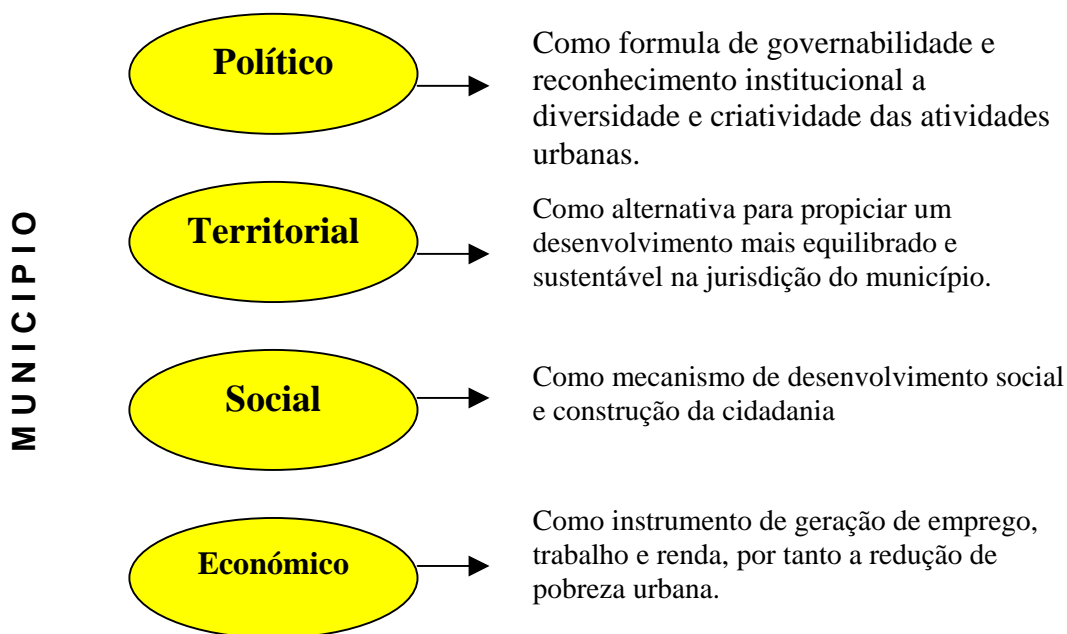 MUNICIPIO
Político
Como formula de governabilidade e
reconhecimento institucional a
diversidade e criatividade das atividades
urbanas.
Territorial
Como alternativa para propiciar um
desenvolvimento mais equilibrado e
sustentável na jurisdição do município.
Social
Como mecanismo de desenvolvimento social
e construção da cidadania
Económico
Como instrumento de geração de emprego,
trabalho e renda, por tanto a redução de
pobreza urbana.